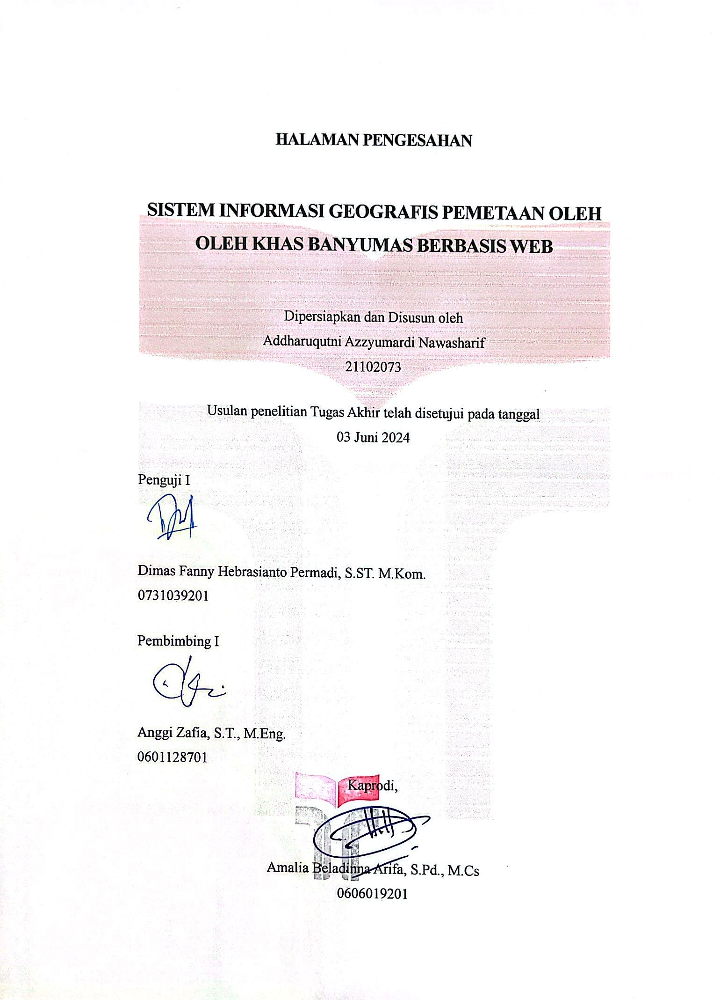 HALAMAN PENGESAHAN
SISTEM INFORMASI GEOGRAFIS PEMETAAN OLEH
OLEH KHAS BANYUMAS BERBASIS WEB
Dipersiapkan dan Disusun oleh
Addharuqutni Azzyumardi Nawasharif
21102073
Usulan penelitian Tugas Akhir telah disetujui pada tanggal
03 Juni 2024
Penguji I
Dimas Fanny Hebrasianto Permadi, S.ST. M.Kom.
0731039201
Pembimbing I
Anggi Zafia, S.T., M.Eng.
0601128701
Kaprodi,
Amalia Beladinna Arifa, S.Pd., M.Cs
0606019201